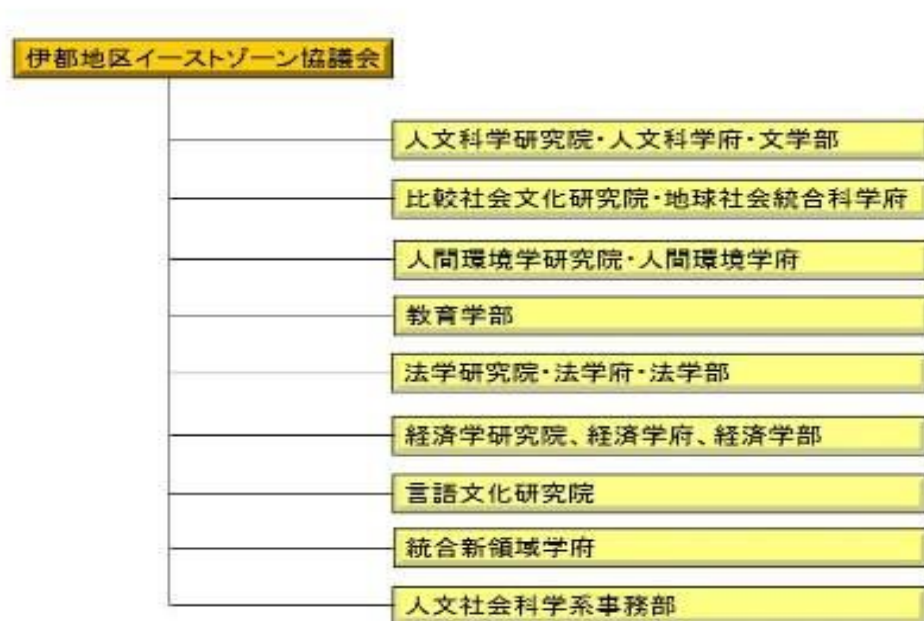 伊都地区イーストゾーン協議会
人文科学研究院・人文科学府・文学部
比較社会文化研究院・地球社会統合科学府
人間環境学研究院・人間環境学府
教育学部
法学研究院・法学府・法学部
経済学研究院、経済学府、経済学部
言語文化研究院
統合新領域学府
人文社会科学系事務部